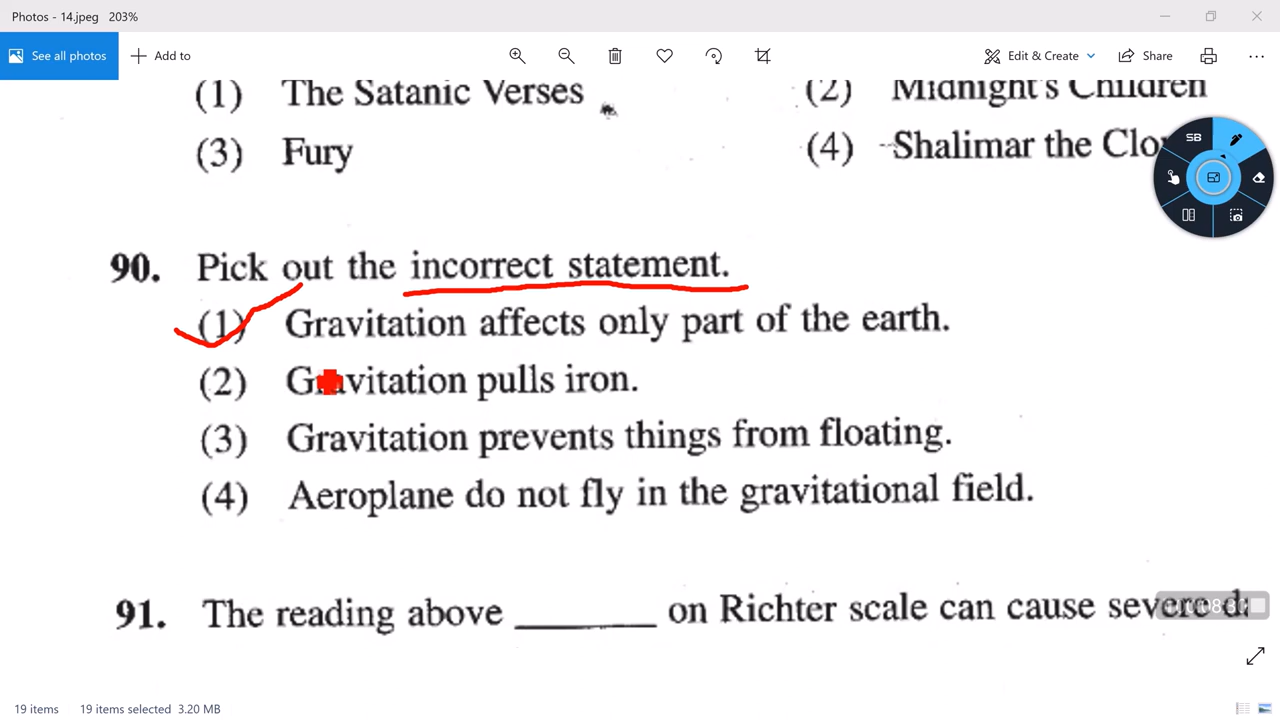 Photos - 14.jpeg 203%
See all photos
Add to
Edit & Create
Share
(1) The Satanic Verses
(2) Midnight's Children
(3) Fury
(4) Shalimar the Clo
SB
90. Pick out the incorrect statement.
(1) Gravitation affects only part of the earth.
(2) Gravitation pulls iron.
(3) Gravitation prevents things from floating.
(4) Aeroplane do not fly in the gravitational field.
91. The reading above ______ on Richter scale can cause severe d
19 items 19 items selected 3.20 MB